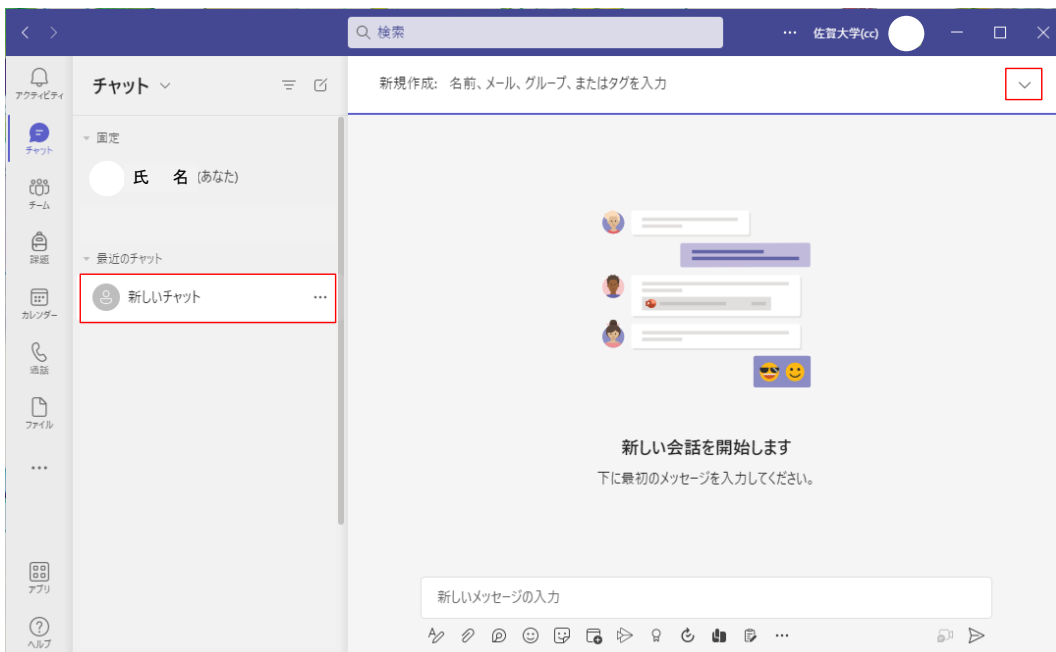 検索
佐賀大学(cc)
アクティビティ
チャット
チーム
課題
カレンダー
通話
ファイル
アプリ
ヘルプ
チャット
固定
氏 名 (あなた)
最近のチャット
新しいチャット
新規作成: 名前、メール、グループ、またはタグを入力
新しい会話を開始します
下に最初のメッセージを入力してください。
新しいメッセージの入力